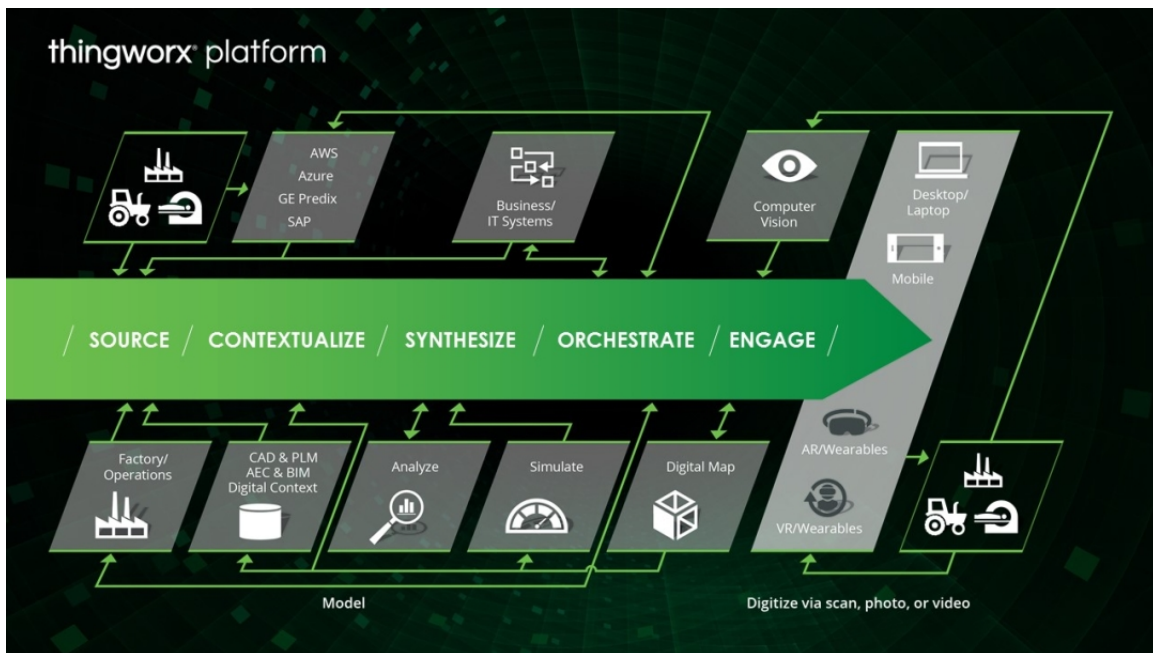 thingworx platform
AWS
Azure
GE Predix
SAP
Business/
IT Systems
Computer
Vision
Desktop/
Laptop
Mobile
/ SOURCE / CONTEXTUALIZE / SYNTHESIZE / ORCHESTRATE / ENGAGE /
Factory/
Operations
CAD & PLM
AEC & BIM
Digital Context
Analyze
Simulate
Digital Map
AR/Wearables
VR/Wearables
Model
Digitize via scan, photo, or video